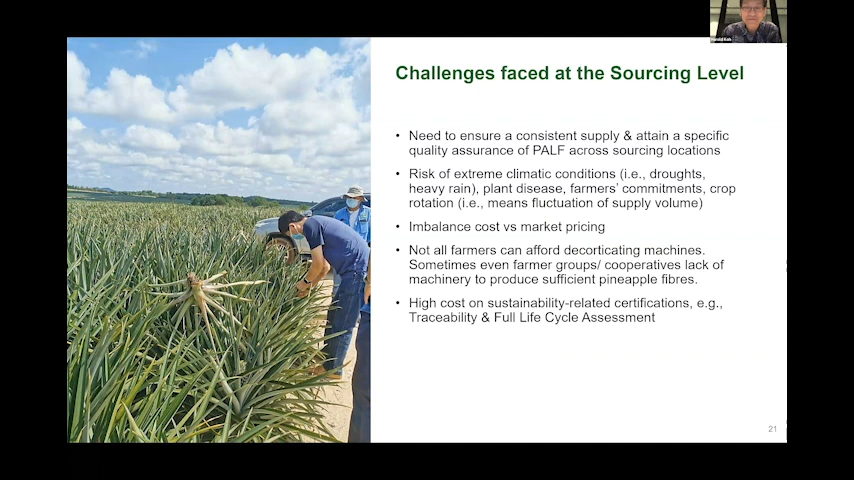 Challenges faced at the Sourcing Level
• Need to ensure a consistent supply & attain a specific
quality assurance of PALF across sourcing locations
• Risk of extreme climatic conditions (i.e., droughts,
heavy rain), plant disease, farmers' commitments, crop
rotation (i.e., means fluctuation of supply volume)
• Imbalance cost vs market pricing
• Not all farmers can afford decorticating machines.
Sometimes even farmer groups/ cooperatives lack of
machinery to produce sufficient pineapple fibres.
• High cost on sustainability-related certifications, e.g.,
Traceability & Full Life Cycle Assessment
21